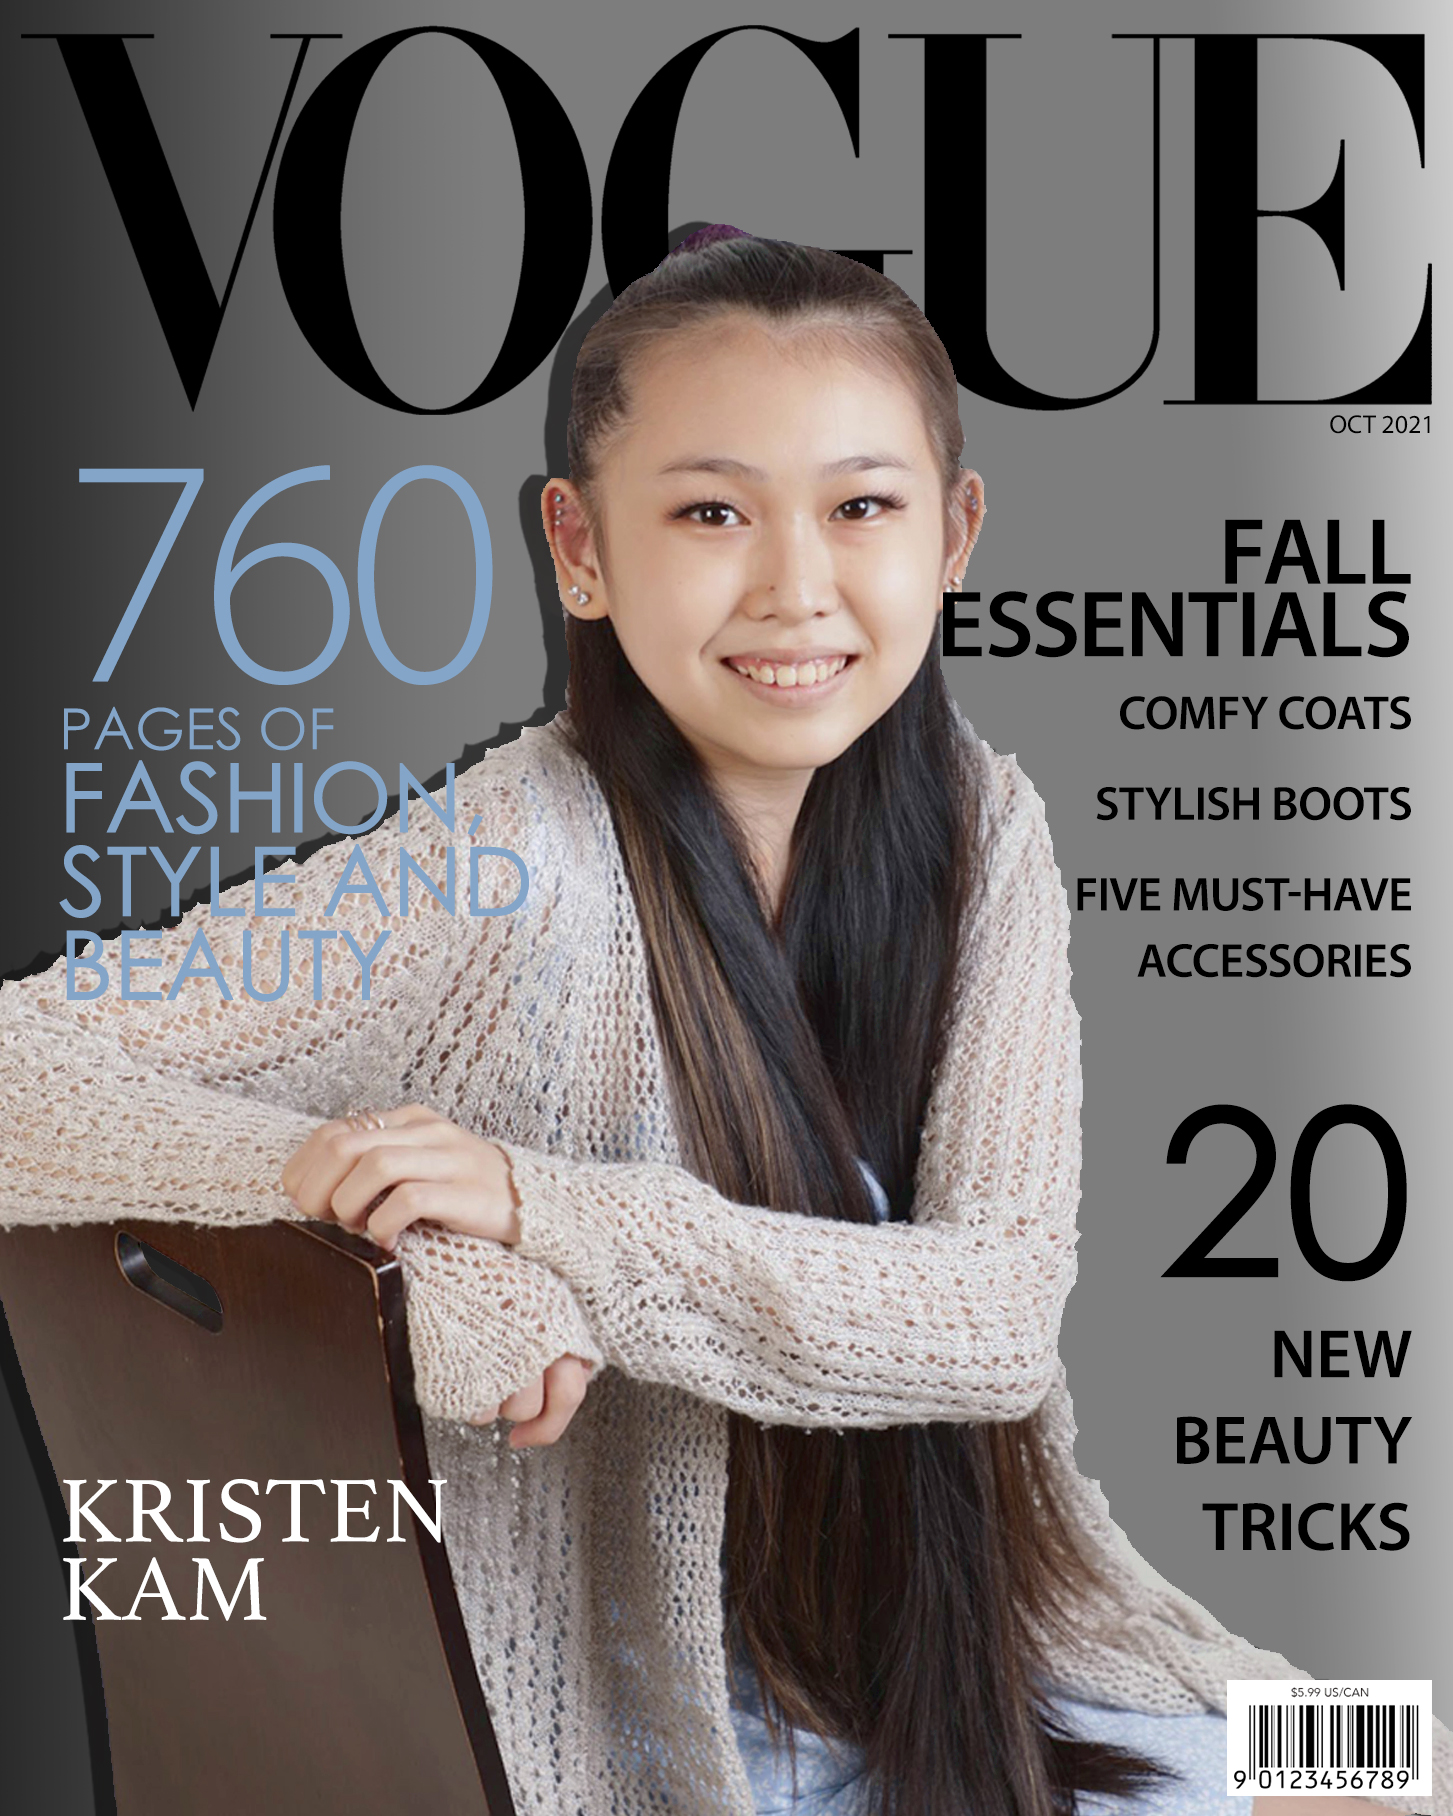 VOGUE
OCT 2021
760
PAGES OF
FASHION,
STYLE AND
BEAUTY
FALL
ESSENTIALS
COMFY COATS
STYLISH BOOTS
FIVE MUST-HAVE
ACCESSORIES
20
NEW
BEAUTY
TRICKS
KRISTEN
KAM
$5.99 US/CAN
9 0123456789